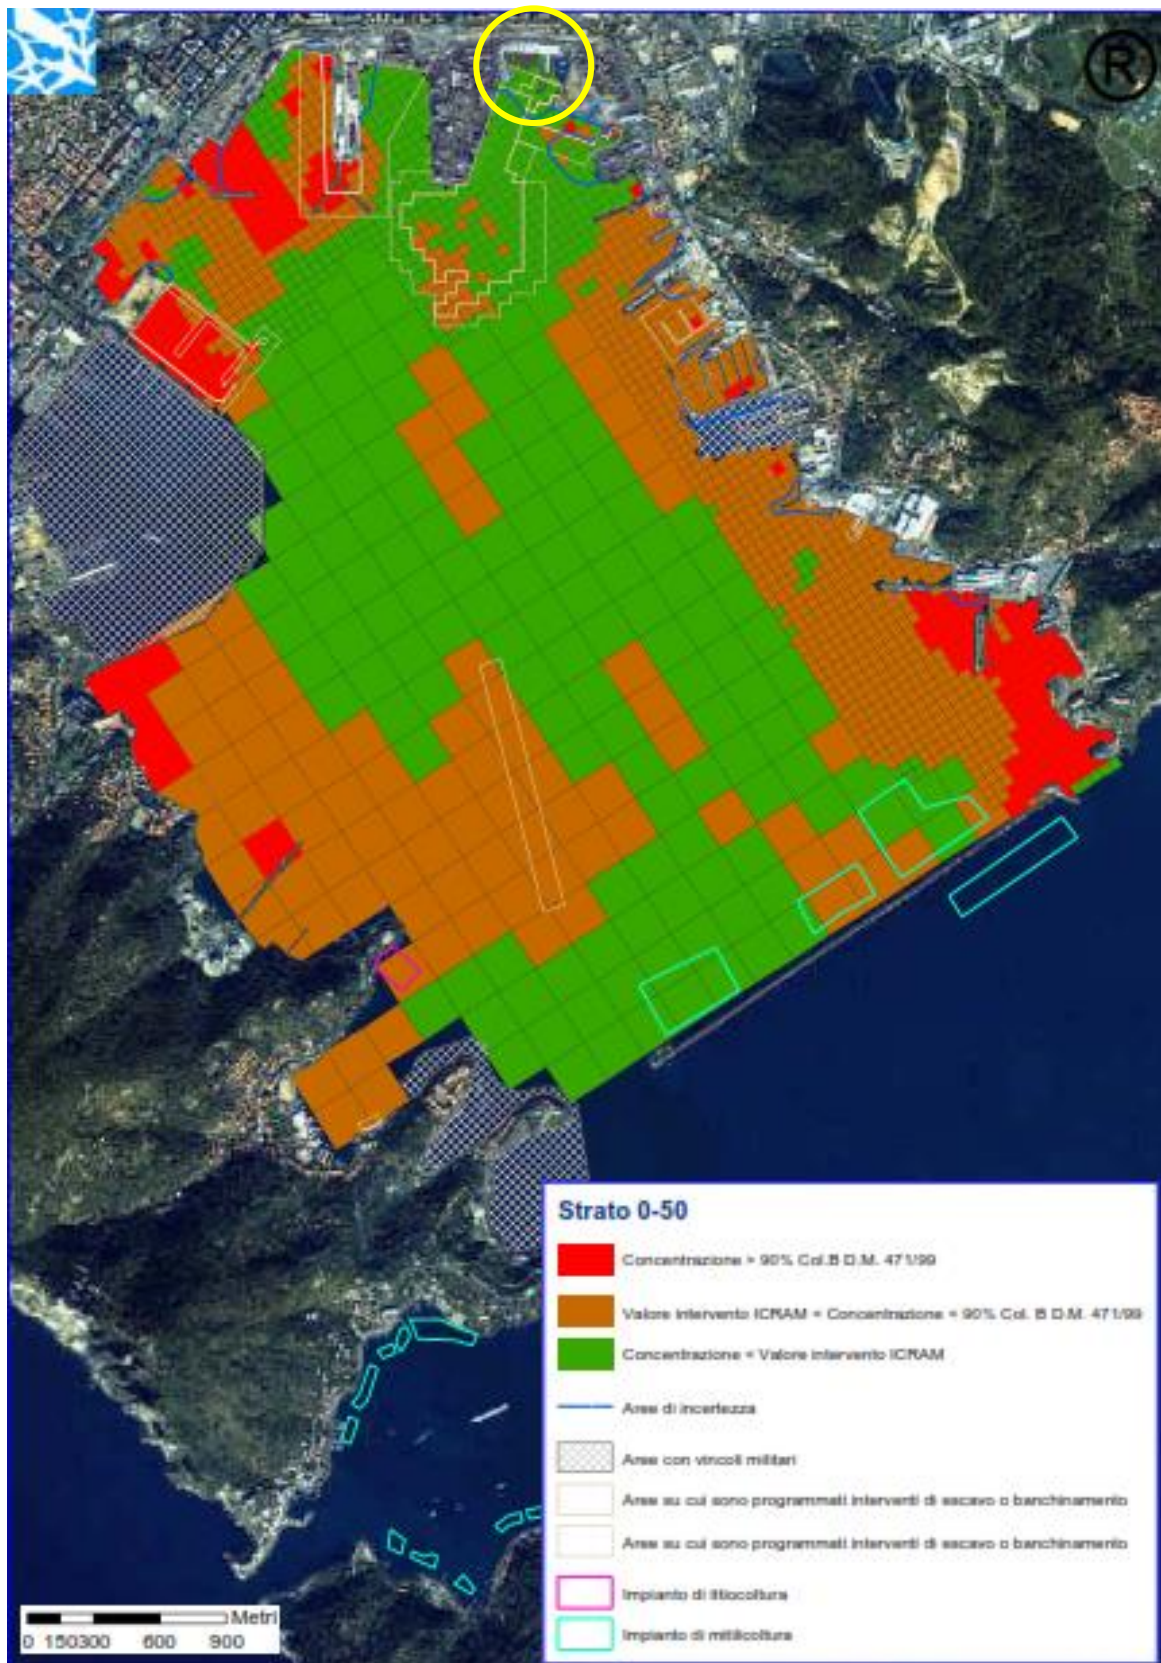 R
Strato 0-50
Concentrazione > 90% Col.B D.M. 471/99
Valore intervento ICRAM < Concentrazione < 90% Col. B D.M. 471/99
Concentrazione < Valore intervento ICRAM
Aree di incertezza
Aree con vincoli militari
Aree su cui sono programmati interventi di escavo o banchinamento
Aree su cui sono programmati interventi di escavo o banchinamento
Impianto di ittiocoltura
Impianto di mitilicoltura
Metri
0 150300 600 900